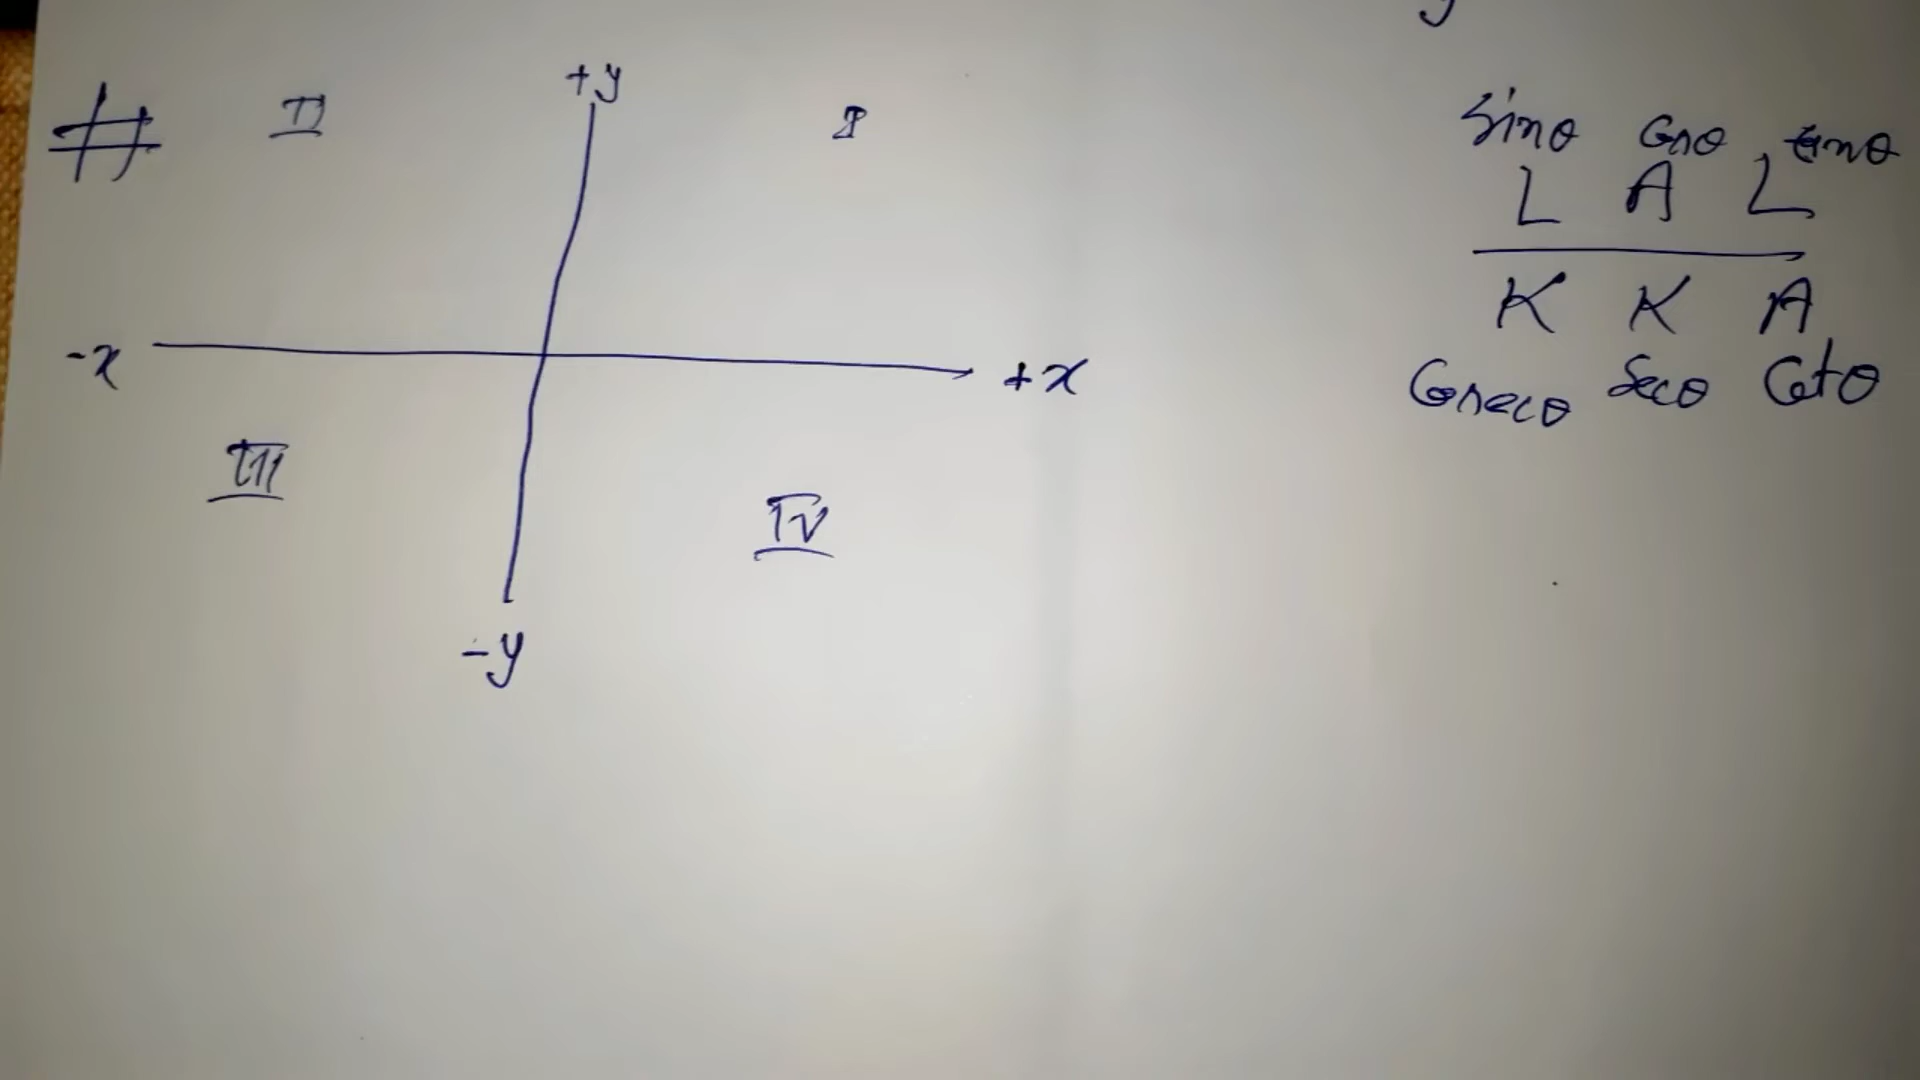 +y
# II I
-x +x
III
IV
-y
Sinθ Cosθ tanθ
L A L
K K A
Cosecθ Secθ Cotθ